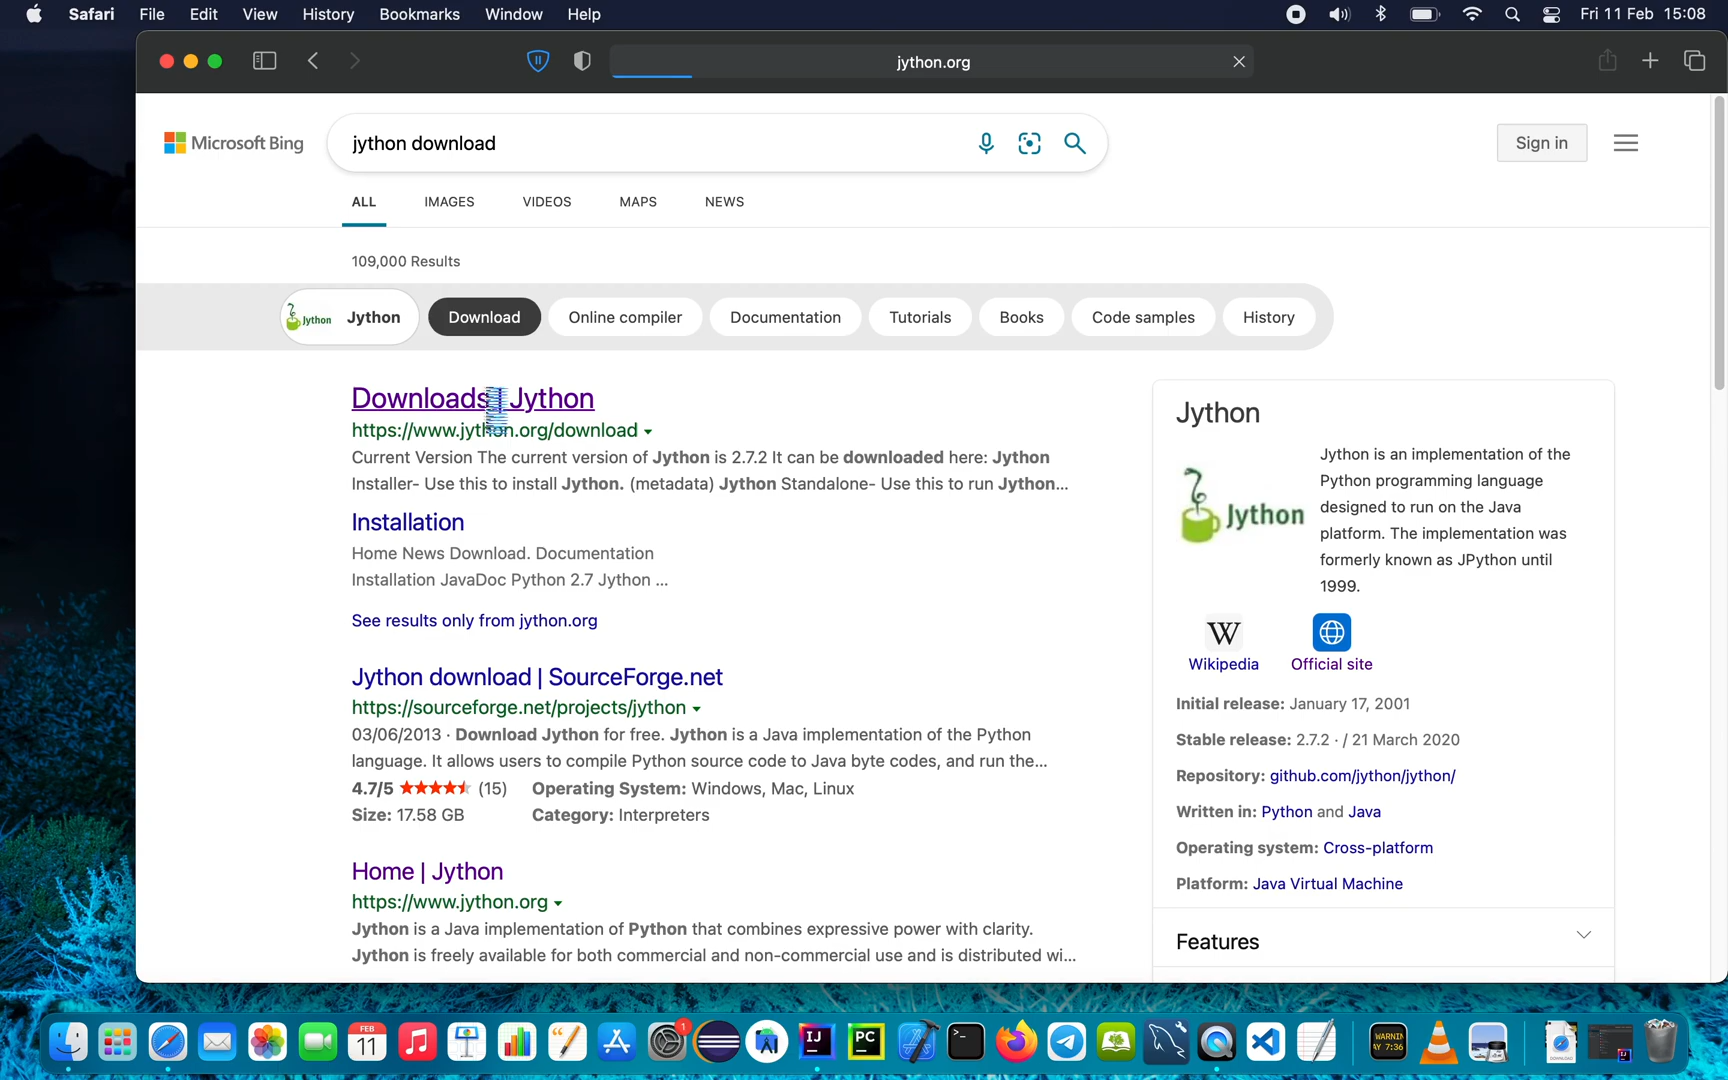 Safari File Edit View History Bookmarks Window Help Fri 11 Feb 15:08
jython.org
Microsoft Bing jython download Sign in
ALL IMAGES VIDEOS MAPS NEWS
109,000 Results
Jython Jython Download Online compiler Documentation Tutorials Books Code samples History
Downloads | Jython
https://www.jython.org/download
Current Version The current version of Jython is 2.7.2 It can be downloaded here: Jython
Installer- Use this to install Jython. (metadata) Jython Standalone- Use this to run Jython...
Installation
Home News Download. Documentation
Installation JavaDoc Python 2.7 Jython ...
See results only from jython.org
Jython download | SourceForge.net
https://sourceforge.net/projects/jython
03/06/2013 · Download Jython for free. Jython is a Java implementation of the Python
language. It allows users to compile Python source code to Java byte codes, and run the...
4.7/5 (15) Operating System: Windows, Mac, Linux
Size: 17.58 GB Category: Interpreters
Home | Jython
https://www.jython.org
Jython is a Java implementation of Python that combines expressive power with clarity.
Jython is freely available for both commercial and non-commercial use and is distributed wi...
Jython
Jython
Jython is an implementation of the
Python programming language
designed to run on the Java
platform. The implementation was
formerly known as JPython until
1999.
W
Wikipedia Official site
Initial release: January 17, 2001
Stable release: 2.7.2 · / 21 March 2020
Repository: github.com/jython/jython/
Written in: Python and Java
Operating system: Cross-platform
Platform: Java Virtual Machine
Features
FEB
11
1
IJ
PC
WARNIN
AY 7:36
DOWNLOAD
IJ